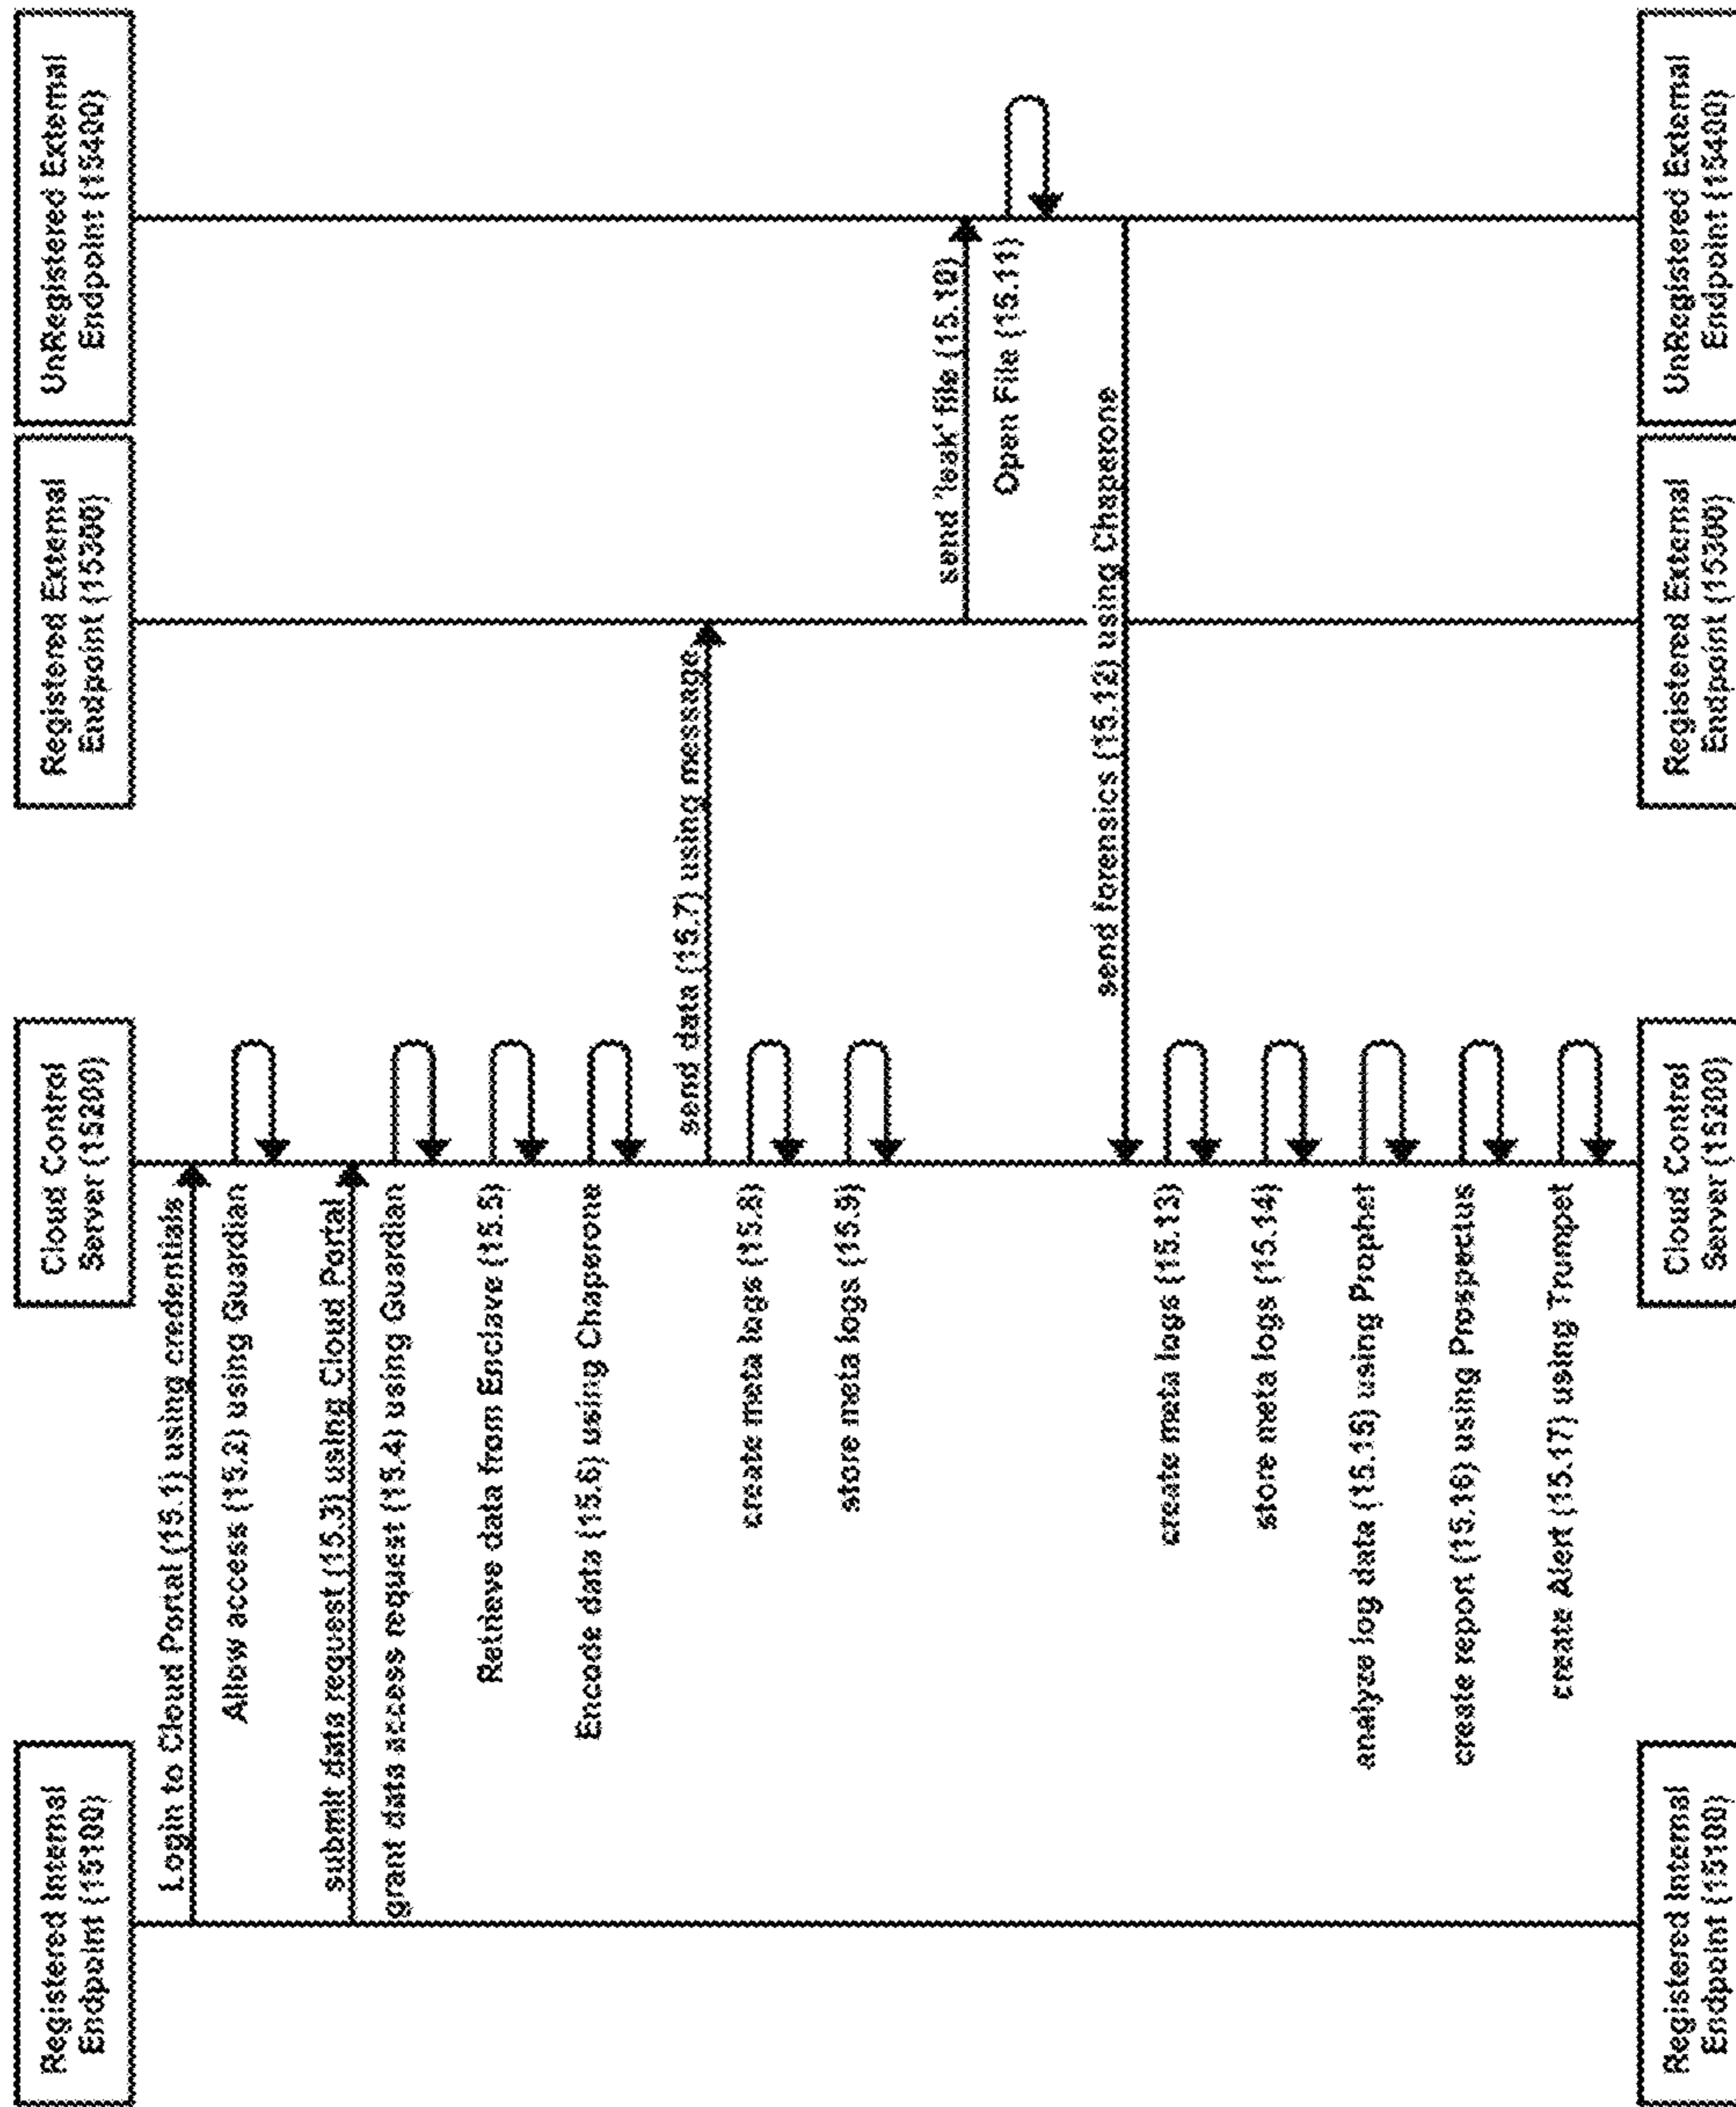 Registered Internal
Endpoint (15100)
Cloud Control
Server (15200)
Registered External
Endpoint (15300)
UnRegistered External
Endpoint (15400)
Login to Cloud Portal (15.1) using credentials
Allow access (15.2) using Guardian
submit data request (15.3) using Cloud Portal
grant data access request (15.4) using Guardian
Retrieve data from Enclave (15.5)
Encode data (15.6) using Chaperone
send data (15.7) using message
create meta logs (15.8)
store meta logs (15.9)
send 'leak' file (15.10)
Open File (15.11)
send forensics (15.12) using Chaperone
create meta logs (15.13)
store meta logs (15.14)
analyze log data (15.15) using Prophet
create report (15.16) using Prospectus
create Alert (15.17) using Trumpet
Registered Internal
Endpoint (15100)
Cloud Control
Server (15200)
Registered External
Endpoint (15300)
UnRegistered External
Endpoint (15400)